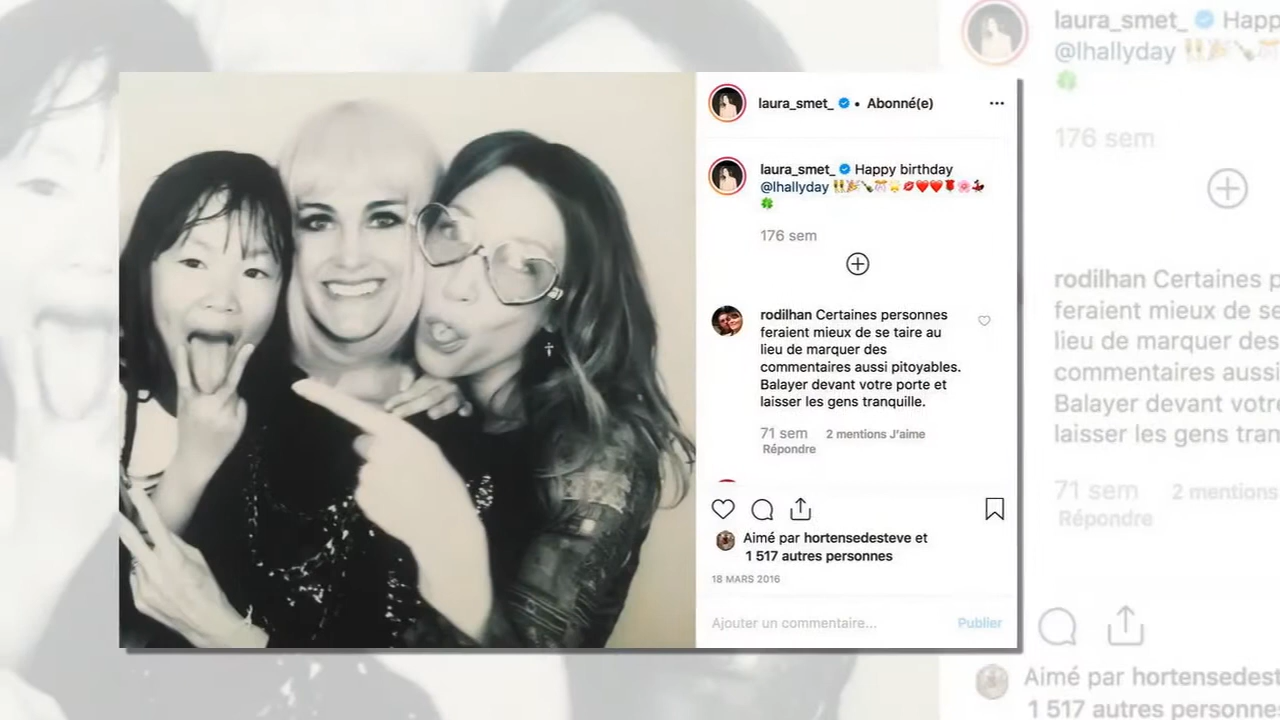 laura_smet_ • Abonné(e)
laura_smet_ Happy birthday
@lhallyday
176 sem
rodilhan Certaines personnes
feraient mieux de se taire au
lieu de marquer des
commentaires aussi pitoyables.
Balayer devant votre porte et
laisser les gens tranquille.
71 sem 2 mentions J'aime
Répondre
Aimé par hortensedesteve et
1 517 autres personnes
18 MARS 2016
Ajouter un commentaire... Publier
laura_smet_ Happ
@lhallyday
176 sem
rodilhan Certaines p
feraient mieux de se
lieu de marquer des
commentaires aussi
Balayer devant votre
laisser les gens tran
71 sem 2 mentions
Répondre
Aimé par hortensedest
1 517 autres personnes